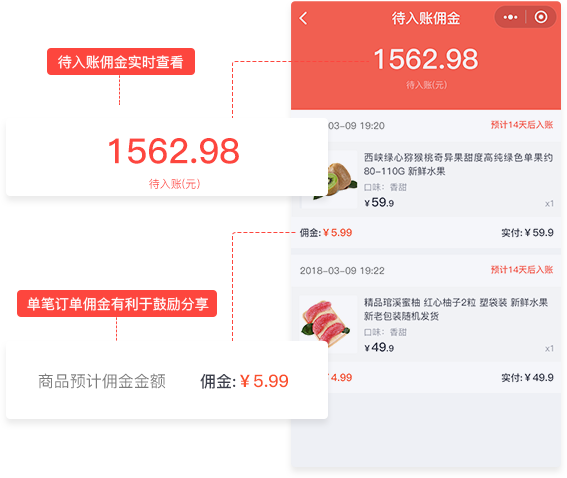 待入账佣金
待入账佣金实时查看
1562.98
待入账(元)
1562.98
待入账(元)
-03-09 19:20
预计14天后入账
西峡绿心猕猴桃奇异果甜度高纯绿色单果约
80-110G 新鲜水果
口味：香甜
¥59.9
x1
佣金:¥5.99
实付:¥59.9
2018-03-09 19:22
预计14天后入账
单笔订单佣金有利于鼓励分享
精品琯溪蜜柚 红心柚子2粒 塑袋装 新鲜水果
新老包装随机发货
口味：香甜
¥49.9
x1
商品预计佣金金额
佣金:¥5.99
4.99
实付:¥49.9